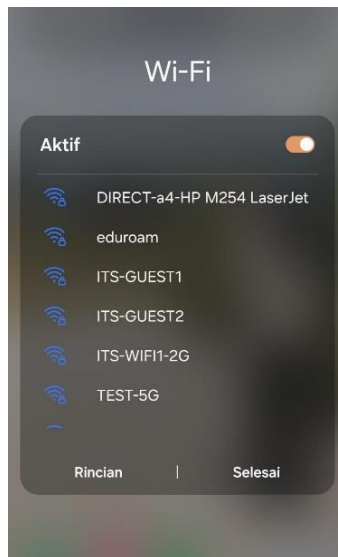 Wi-Fi
Aktif
DIRECT-a4-HP M254 LaserJet
eduroam
ITS-GUEST1
ITS-GUEST2
ITS-WIFI1-2G
TEST-5G
Rincian | Selesai